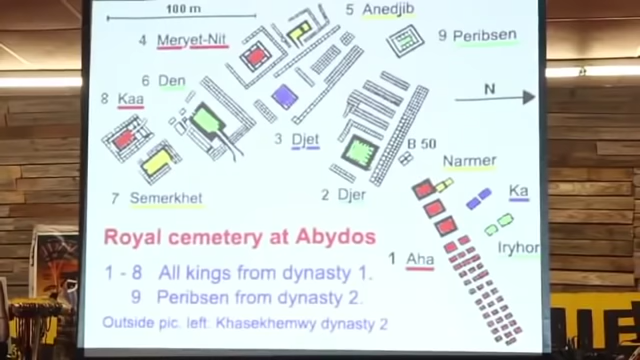 100 m
5 Anedjib
4 Meryet-Nit
9 Peribsen
6 Den
8 Kaa
N
3 Djet
B 50
Narmer
7 Semerkhet
2 Djer
Ka
Royal cemetery at Abydos
1 Aha
Iryhor
1 - 8 All kings from dynasty 1.
9 Peribsen from dynasty 2.
Outside pic. left: Khasekhemwy dynasty 2